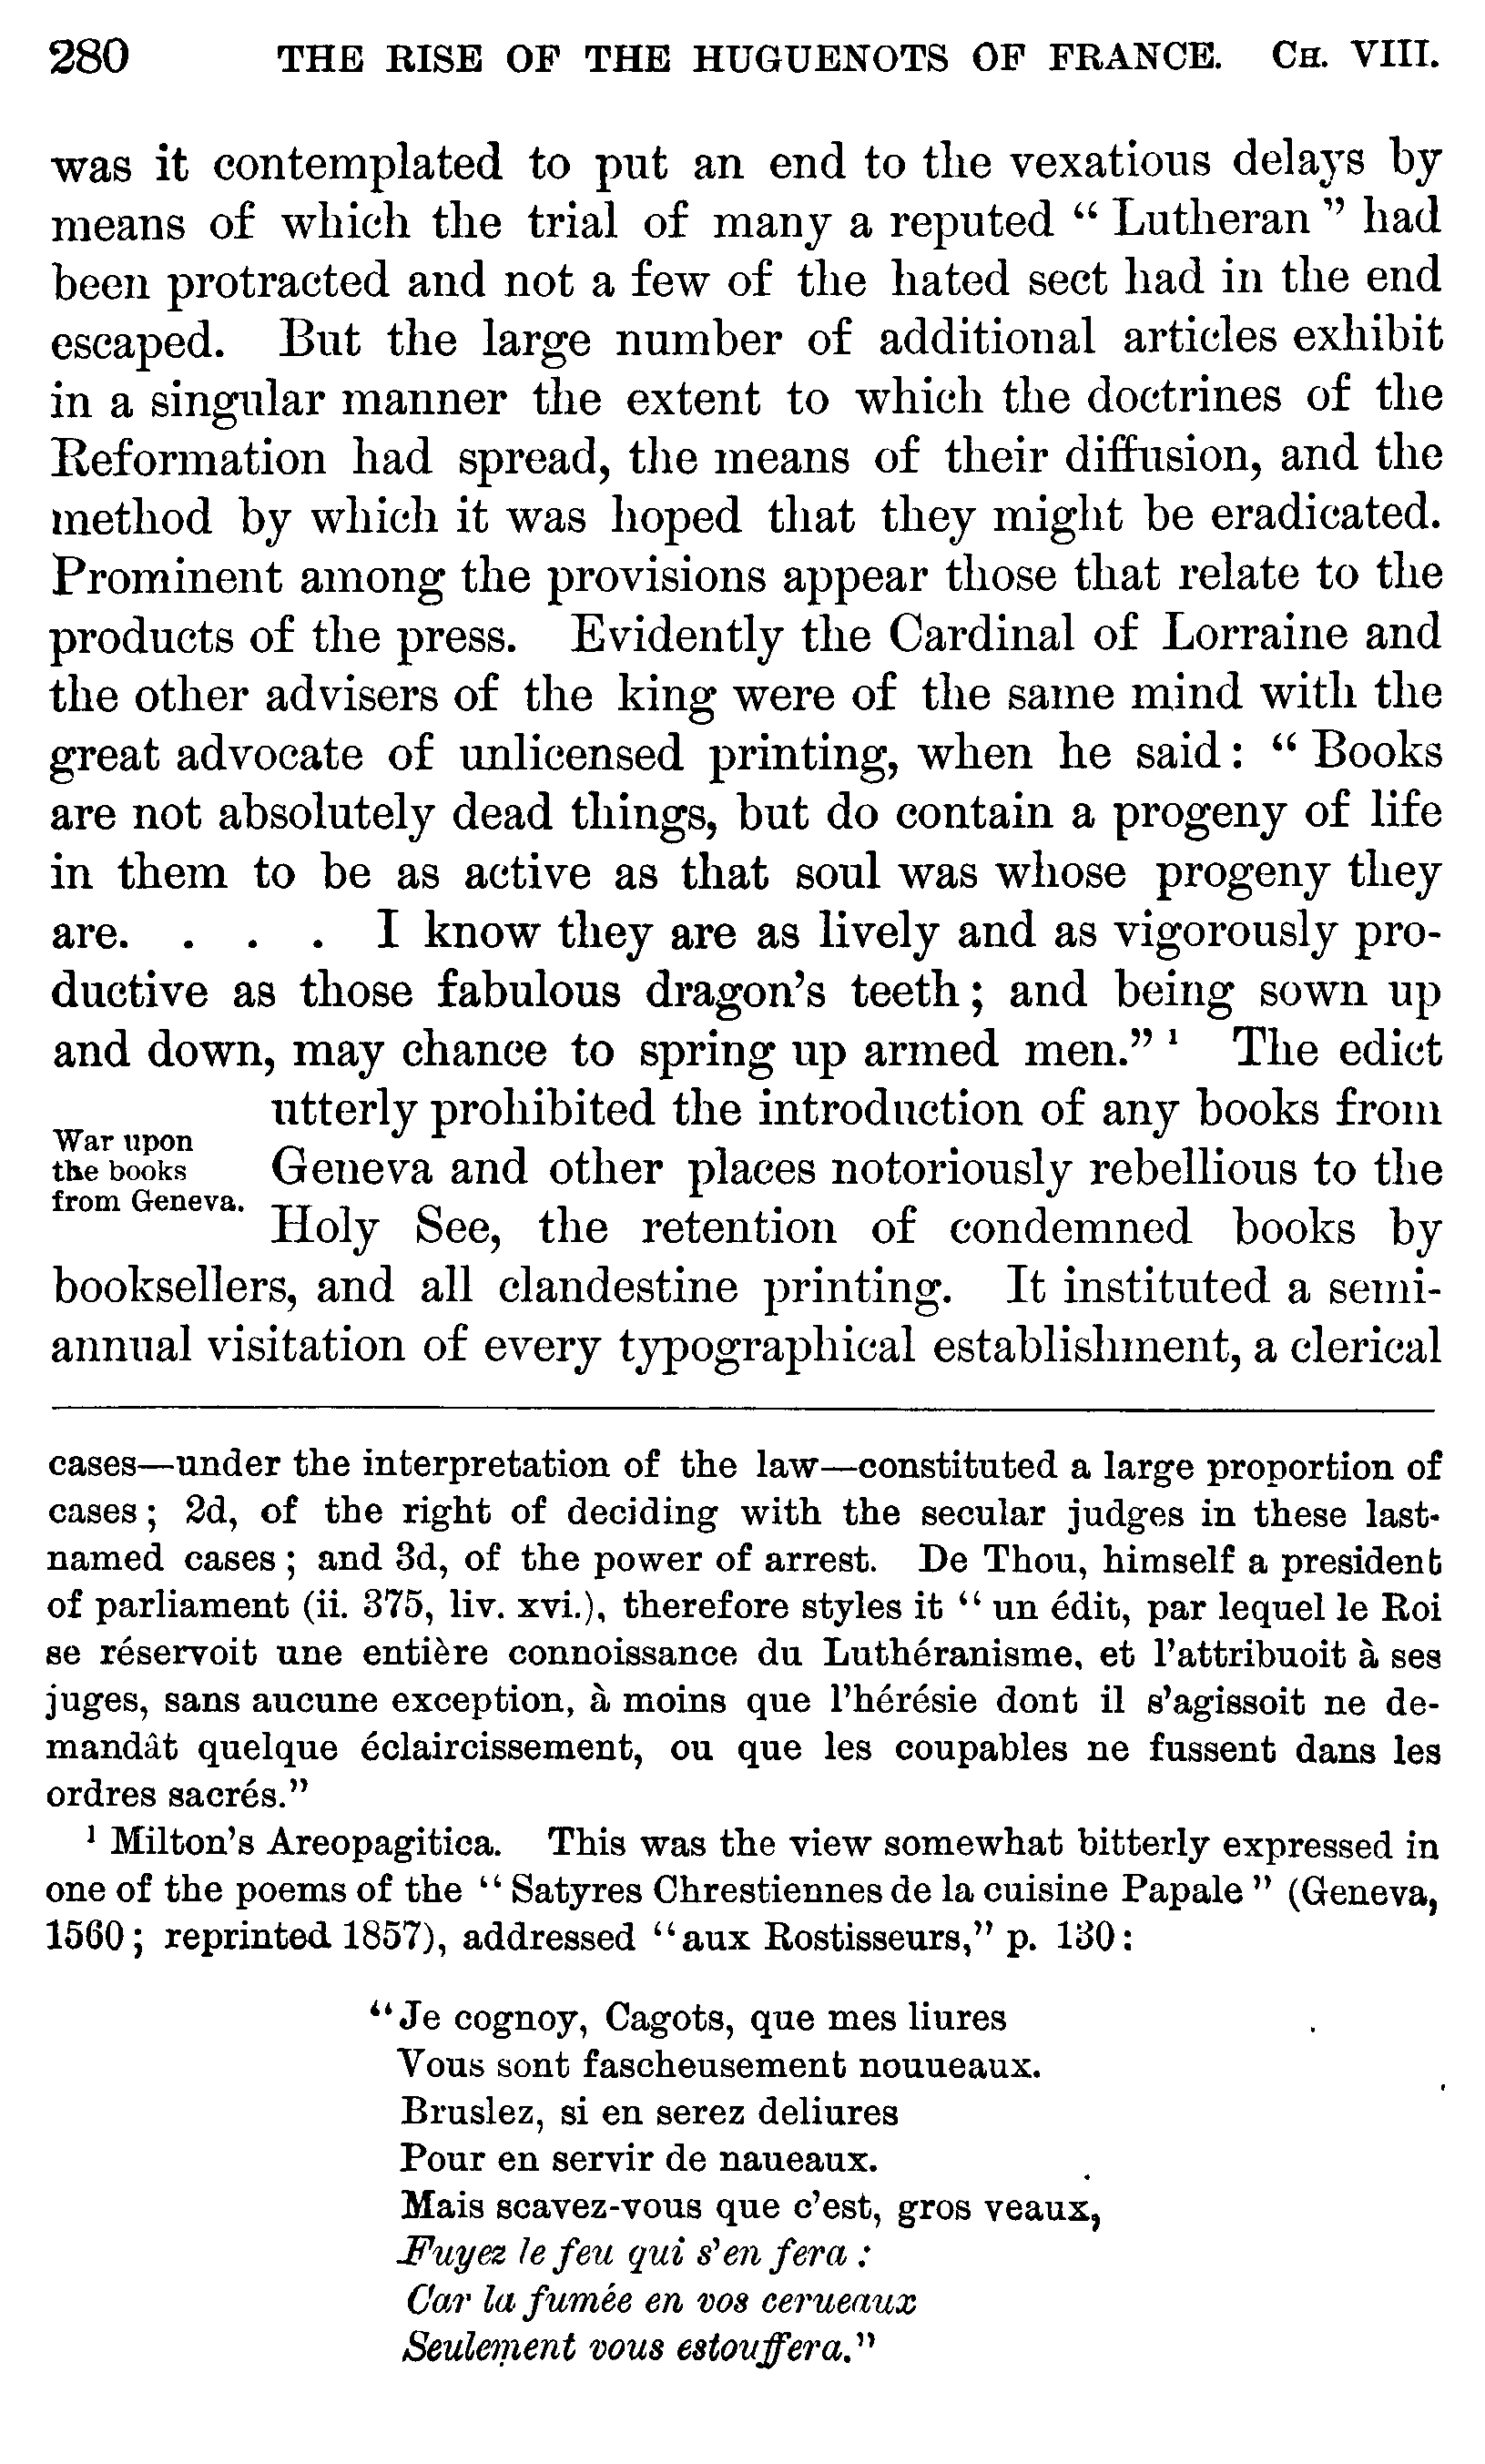 280 THE RISE OF THE HUGUENOTS OF FRANCE. CH. VIII.
was it contemplated to put an end to the vexatious delays by
means of which the trial of many a reputed “ Lutheran ” had
been protracted and not a few of the hated sect had in the end
escaped. But the large number of additional articles exhibit
in a singular manner the extent to which the doctrines of the
Reformation had spread, the means of their diffusion, and the
method by which it was hoped that they might be eradicated.
Prominent among the provisions appear those that relate to the
products of the press. Evidently the Cardinal of Lorraine and
the other advisers of the king were of the same mind with the
great advocate of unlicensed printing, when he said: “ Books
are not absolutely dead things, but do contain a progeny of life
in them to be as active as that soul was whose progeny they
are. . . . I know they are as lively and as vigorously pro-
ductive as those fabulous dragon’s teeth; and being sown up
and down, may chance to spring up armed men.” ¹ The edict
utterly prohibited the introduction of any books from
War upon
the books
from Geneva.
Geneva and other places notoriously rebellious to the
Holy See, the retention of condemned books by
booksellers, and all clandestine printing. It instituted a semi-
annual visitation of every typographical establishment, a clerical
cases—under the interpretation of the law—constituted a large proportion of
cases; 2d, of the right of deciding with the secular judges in these last-
named cases; and 3d, of the power of arrest. De Thou, himself a president
of parliament (ii. 375, liv. xvi.), therefore styles it “ un édit, par lequel le Roi
se réservoit une entière connoissance du Luthéranisme, et l’attribuoit à ses
juges, sans aucune exception, à moins que l’hérésie dont il s’agissoit ne de-
mandât quelque éclaircissement, ou que les coupables ne fussent dans les
ordres sacrés.”
¹ Milton’s Areopagitica. This was the view somewhat bitterly expressed in
one of the poems of the “ Satyres Chrestiennes de la cuisine Papale ” (Geneva,
1560; reprinted 1857), addressed “aux Rostisseurs,” p. 130:
“Je cognoy, Cagots, que mes liures
Vous sont fascheusement nouueaux.
Bruslez, si en serez deliures
Pour en servir de naueaux.
Mais scavez-vous que c’est, gros veaux,
Fuyez le feu qui s’en fera :
Car la fumée en vos cerueaux
Seulement vous estouffera.”